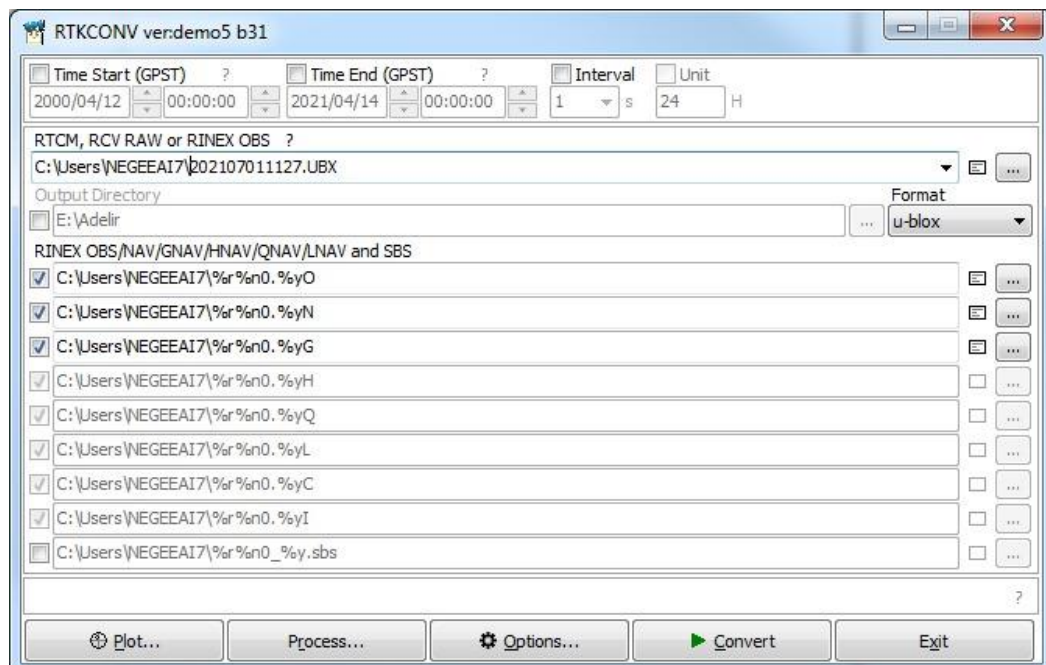 RTKCONV ver:demo5 b31
Time Start (GPST) ? Time End (GPST) ? Interval Unit
2000/04/12 00:00:00 2021/04/14 00:00:00 1 s 24 H
RTCM, RCV RAW or RINEX OBS ?
C:\Users\NEGEEAI7\202107011127.UBX ...
Output Directory Format
E:\Adelir ... u-blox
RINEX OBS/NAV/GNAV/HNAV/QNAV/LNAV and SBS
C:\Users\NEGEEAI7\%r%n0.%yO ...
C:\Users\NEGEEAI7\%r%n0.%yN ...
C:\Users\NEGEEAI7\%r%n0.%yG ...
C:\Users\NEGEEAI7\%r%n0.%yH ...
C:\Users\NEGEEAI7\%r%n0.%yQ ...
C:\Users\NEGEEAI7\%r%n0.%yL ...
C:\Users\NEGEEAI7\%r%n0.%yC ...
C:\Users\NEGEEAI7\%r%n0.%yI ...
C:\Users\NEGEEAI7\%r%n0_%y.sbs ...
?
Plot... Process... Options... Convert Exit